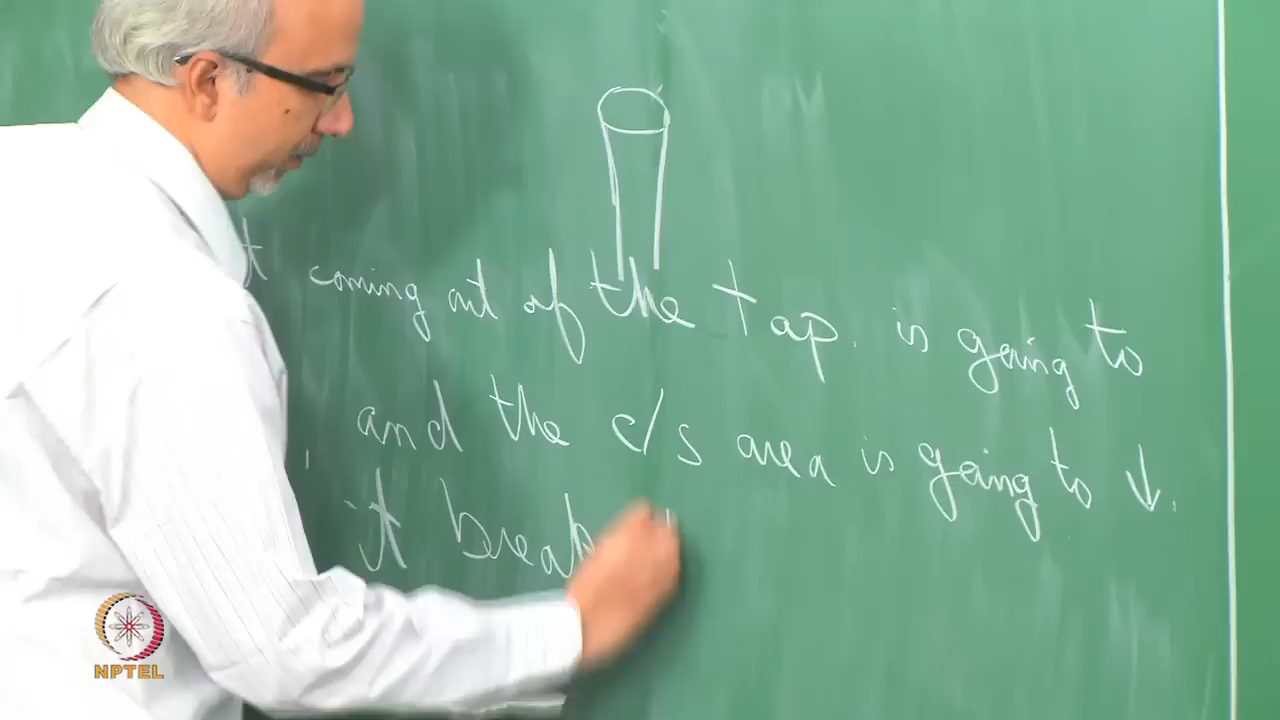 coming out of the tap. is going to
and the c/s area is going to ↓.
it break
NPTEL